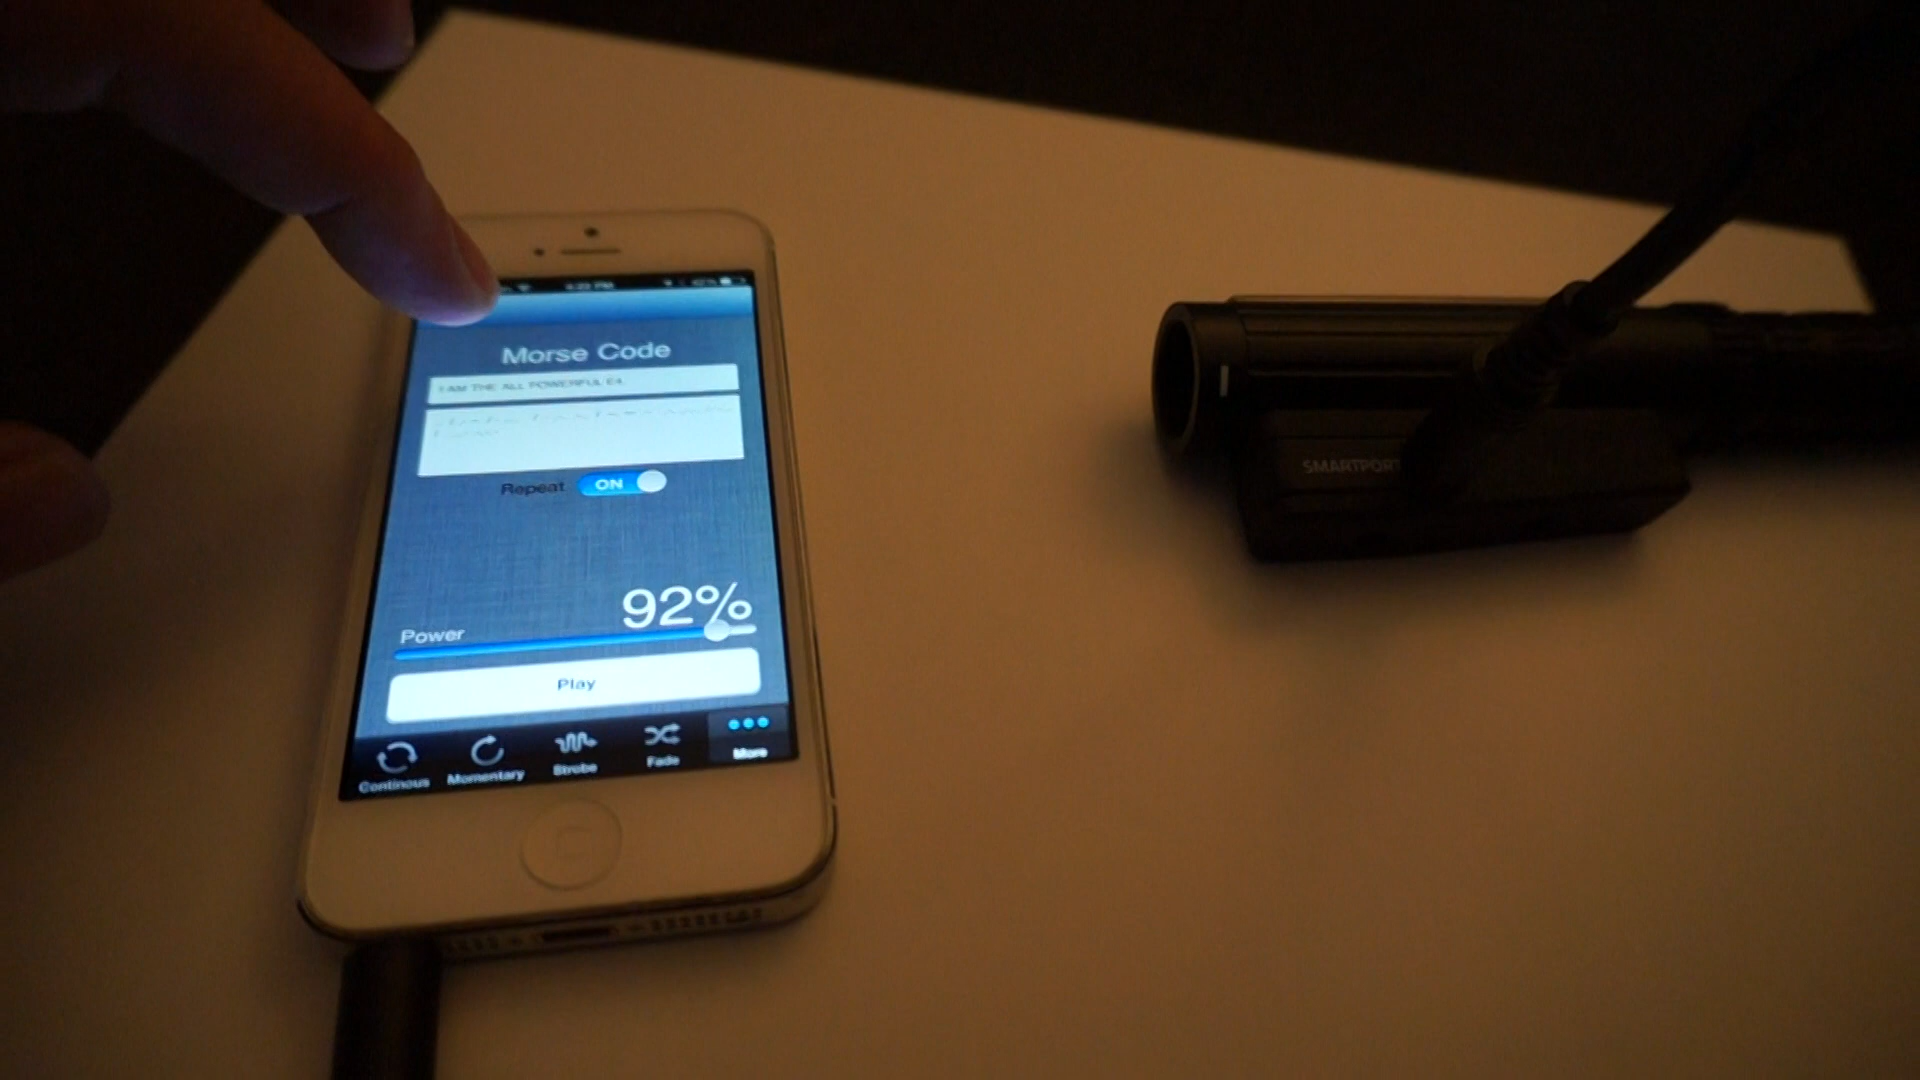 Morse Code
I AM THE ALL POWERFUL E4
Repeat ON
92%
Power
Play
Continous Momentary Strobe Fade More
SMARTPORT